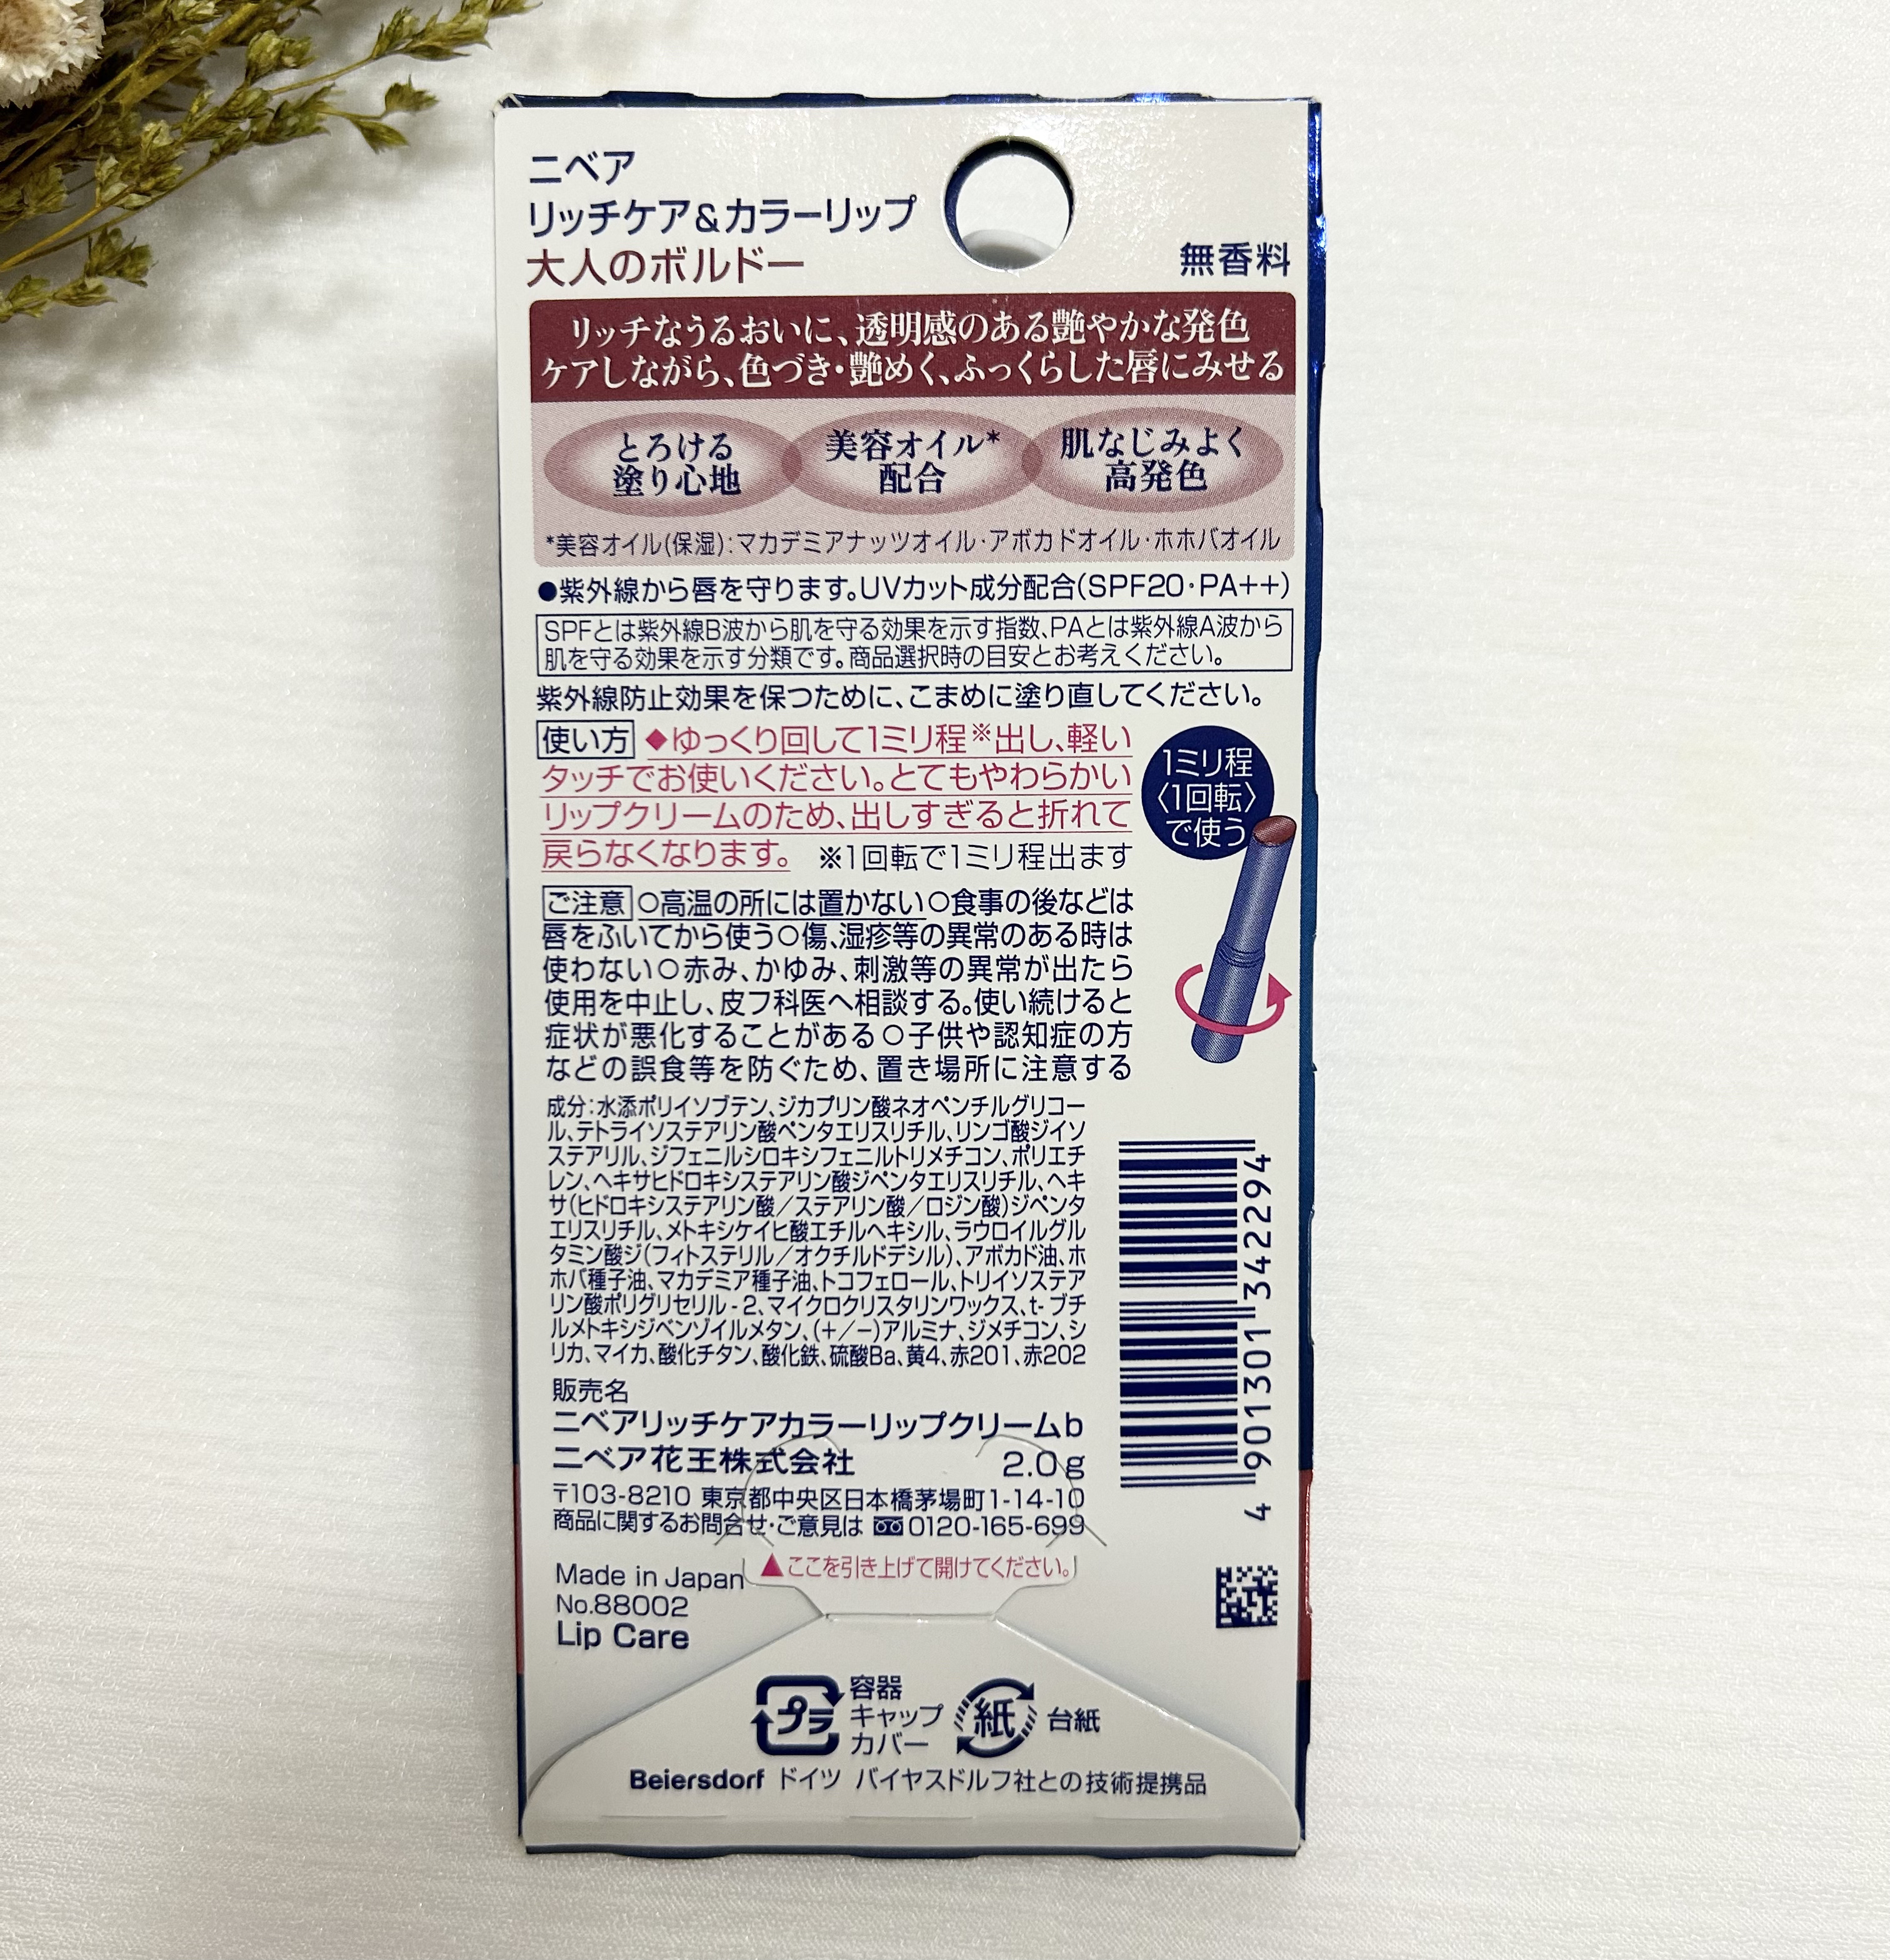 ニベア
リッチケア&カラーリップ
大人のボルドー
無香料
リッチなうるおいに、透明感のある艶やかな発色
ケアしながら、色づき・艶めく、ふっくらした唇にみせる
とろける
塗り心地
美容オイル*
配合
肌なじみよく
高発色
*美容オイル(保湿):マカデミアナッツオイル・アボカドオイル・ホホバオイル
●紫外線から唇を守ります。UVカット成分配合(SPF20・PA++)
SPFとは紫外線B波から肌を守る効果を示す指数、PAとは紫外線A波から
肌を守る効果を示す分類です。商品選択時の目安とお考えください。
紫外線防止効果を保つために、こまめに塗り直してください。
使い方 ◆ゆっくり回して1ミリ程※出し、軽い
タッチでお使いください。とてもやわらかい
リップクリームのため、出しすぎると折れて
戻らなくなります。 ※1回転で1ミリ程出ます
1ミリ程
〈1回転〉
で使う
ご注意 ○高温の所には置かない○食事の後などは
唇をふいてから使う○傷、湿疹等の異常のある時は
使わない○赤み、かゆみ、刺激等の異常が出たら
使用を中止し、皮フ科医へ相談する。使い続けると
症状が悪化することがある○子供や認知症の方
などの誤食等を防ぐため、置き場所に注意する
成分:水添ポリイソブテン、ジカプリン酸ネオペンチルグリコー
ル、テトライソステアリン酸ペンタエリスリチル、リンゴ酸ジイソ
ステアリル、ジフェニルシロキシフェニルトリメチコン、ポリエチ
レン、ヘキサヒドロキシステアリン酸ジペンタエリスリチル、ヘキ
サ(ヒドロキシステアリン酸/ステアリン酸/ロジン酸)ジペンタ
エリスリチル、メトキシケイヒ酸エチルヘキシル、ラウロイルグル
タミン酸ジ(フィトステリル/オクチルドデシル)、アボカド油、ホ
ホバ種子油、マカデミア種子油、トコフェロール、トリイソステア
リン酸ポリグリセリル-2、マイクロクリスタリンワックス、t-ブチ
ルメトキシジベンゾイルメタン、(+/−)アルミナ、ジメチコン、シ
リカ、マイカ、酸化チタン、酸化鉄、硫酸Ba、黄4、赤201、赤202
4 901301 342294
販売名
ニベアリッチケアカラーリップクリームb
ニベア花王株式会社 2.0g
〒103-8210 東京都中央区日本橋茅場町1-14-10
商品に関するお問合せ・ご意見は 0120-165-699
▲ここを引き上げて開けてください。
Made in Japan
No.88002
Lip Care
プラ
容器
キャップ
カバー
紙
台紙
Beiersdorf ドイツ バイヤスドルフ社との技術提携品